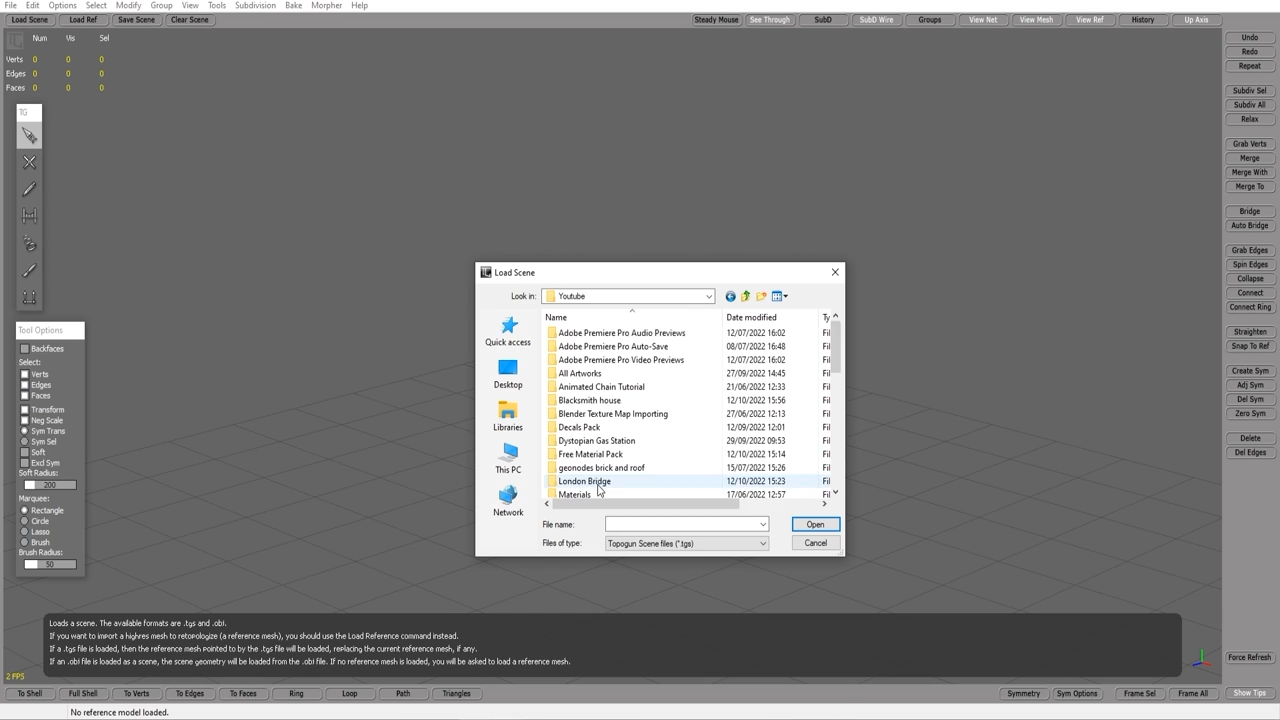 File Edit Options Select Modify Group View Tools Subdivision Bake Morpher Help
Load Scene Load Ref Save Scene Clear Scene Steady Mouse See Through SubD SubD Wire Groups View Net View Mesh View Ref History Up Axis
Num Vis Sel
Verts 0 0 0
Edges 0 0 0
Faces 0 0 0
TG
Tool Options
Backfaces
Select:
Verts
Edges
Faces
Transform
Neg Scale
Sym Trans
Sym Sel
Soft
Excl Sym
Soft Radius:
200
Marquee:
Rectangle
Circle
Lasso
Brush
Brush Radius:
50
Load Scene
Look in: Youtube
Quick access
Desktop
Libraries
This PC
Network
Name Date modified Ty
Adobe Premiere Pro Audio Previews 12/07/2022 16:02 Fil
Adobe Premiere Pro Auto-Save 08/07/2022 16:48 Fil
Adobe Premiere Pro Video Previews 12/07/2022 16:02 Fil
All Artworks 27/09/2022 14:45 Fil
Animated Chain Tutorial 21/06/2022 12:33 Fil
Blacksmith house 12/10/2022 15:56 Fil
Blender Texture Map Importing 27/06/2022 12:13 Fil
Decals Pack 12/09/2022 12:01 Fil
Dystopian Gas Station 29/09/2022 09:53 Fil
Free Material Pack 12/10/2022 15:14 Fil
geonodes brick and roof 15/07/2022 15:26 Fil
London Bridge 12/10/2022 15:23 Fil
Materials 17/06/2022 12:57 Fil
File name: Open
Files of type: Topogun Scene files (*.tgs) Cancel
Undo
Redo
Repeat
Subdiv Sel
Subdiv All
Relax
Grab Verts
Merge
Merge With
Merge To
Bridge
Auto Bridge
Grab Edges
Spin Edges
Collapse
Connect
Connect Ring
Straighten
Snap To Ref
Create Sym
Adj Sym
Del Sym
Zero Sym
Delete
Del Edges
Force Refresh
Loads a scene. The available formats are .tgs and .obj.
If you want to import a highres mesh to retopologize (a reference mesh), you should use the Load Reference command instead.
If a .tgs file is loaded, then the reference mesh pointed to by the .tgs file will be loaded, replacing the current reference mesh, if any.
If an .obj file is loaded as a scene, the scene geometry will be loaded from the .obj file. If no reference mesh is loaded, you will be asked to load a reference mesh.
2 FPS
To Shell Full Shell To Verts To Edges To Faces Ring Loop Path Triangles Symmetry Sym Options Frame Sel Frame All Show Tips
No reference model loaded.